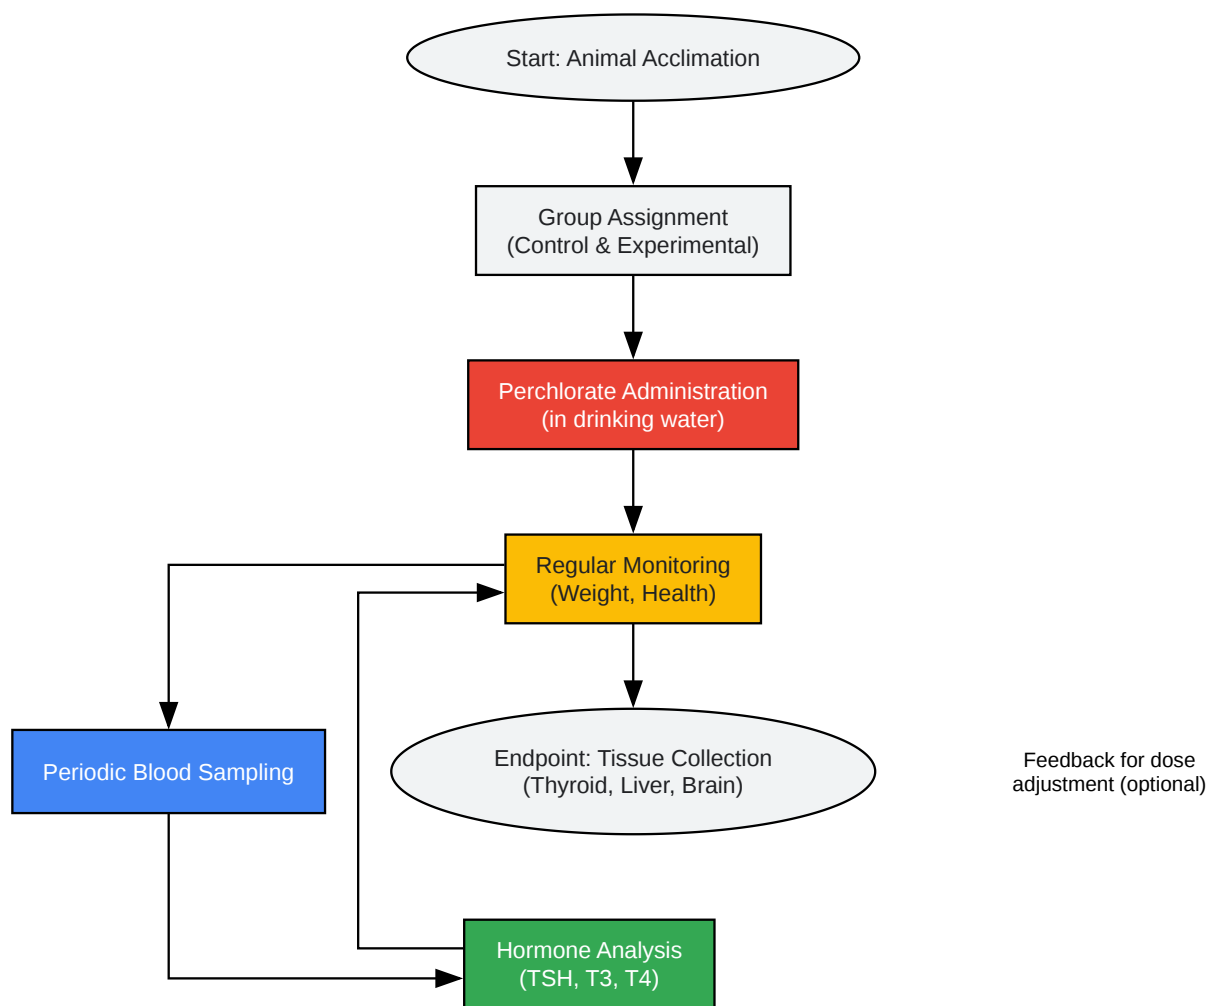 Start: Animal Acclimation
Group Assignment
(Control & Experimental)
Perchlorate Administration
(in drinking water)
Regular Monitoring
(Weight, Health)
Periodic Blood Sampling
Endpoint: Tissue Collection
(Thyroid, Liver, Brain)
Feedback for dose
adjustment (optional)
Hormone Analysis
(TSH, T3, T4)